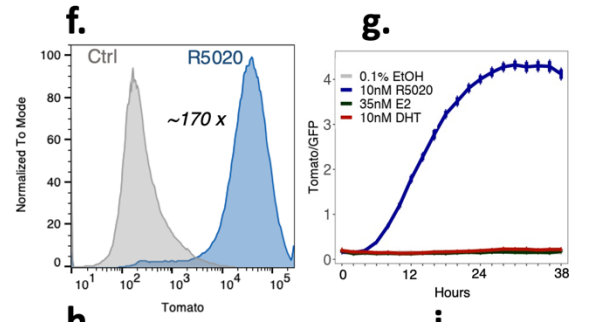 f.
Ctrl
R5020
~170 x
Normalized To Mode
100
80
60
40
20
0
10¹
10²
10³
10⁴
10⁵
Tomato
g.
0.1% EtOH
10nM R5020
35nM E2
10nM DHT
Tomato/GFP
4
3
2
1
0
0
12
24
38
Hours